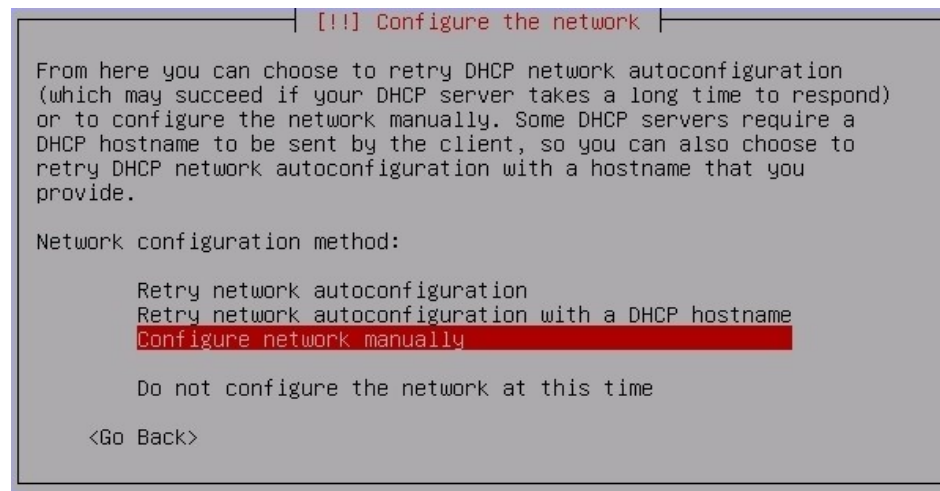 [!!] Configure the network
From here you can choose to retry DHCP network autoconfiguration
(which may succeed if your DHCP server takes a long time to respond)
or to configure the network manually. Some DHCP servers require a
DHCP hostname to be sent by the client, so you can also choose to
retry DHCP network autoconfiguration with a hostname that you
provide.
Network configuration method:
Retry network autoconfiguration
Retry network autoconfiguration with a DHCP hostname
Configure network manually
Do not configure the network at this time
<Go Back>